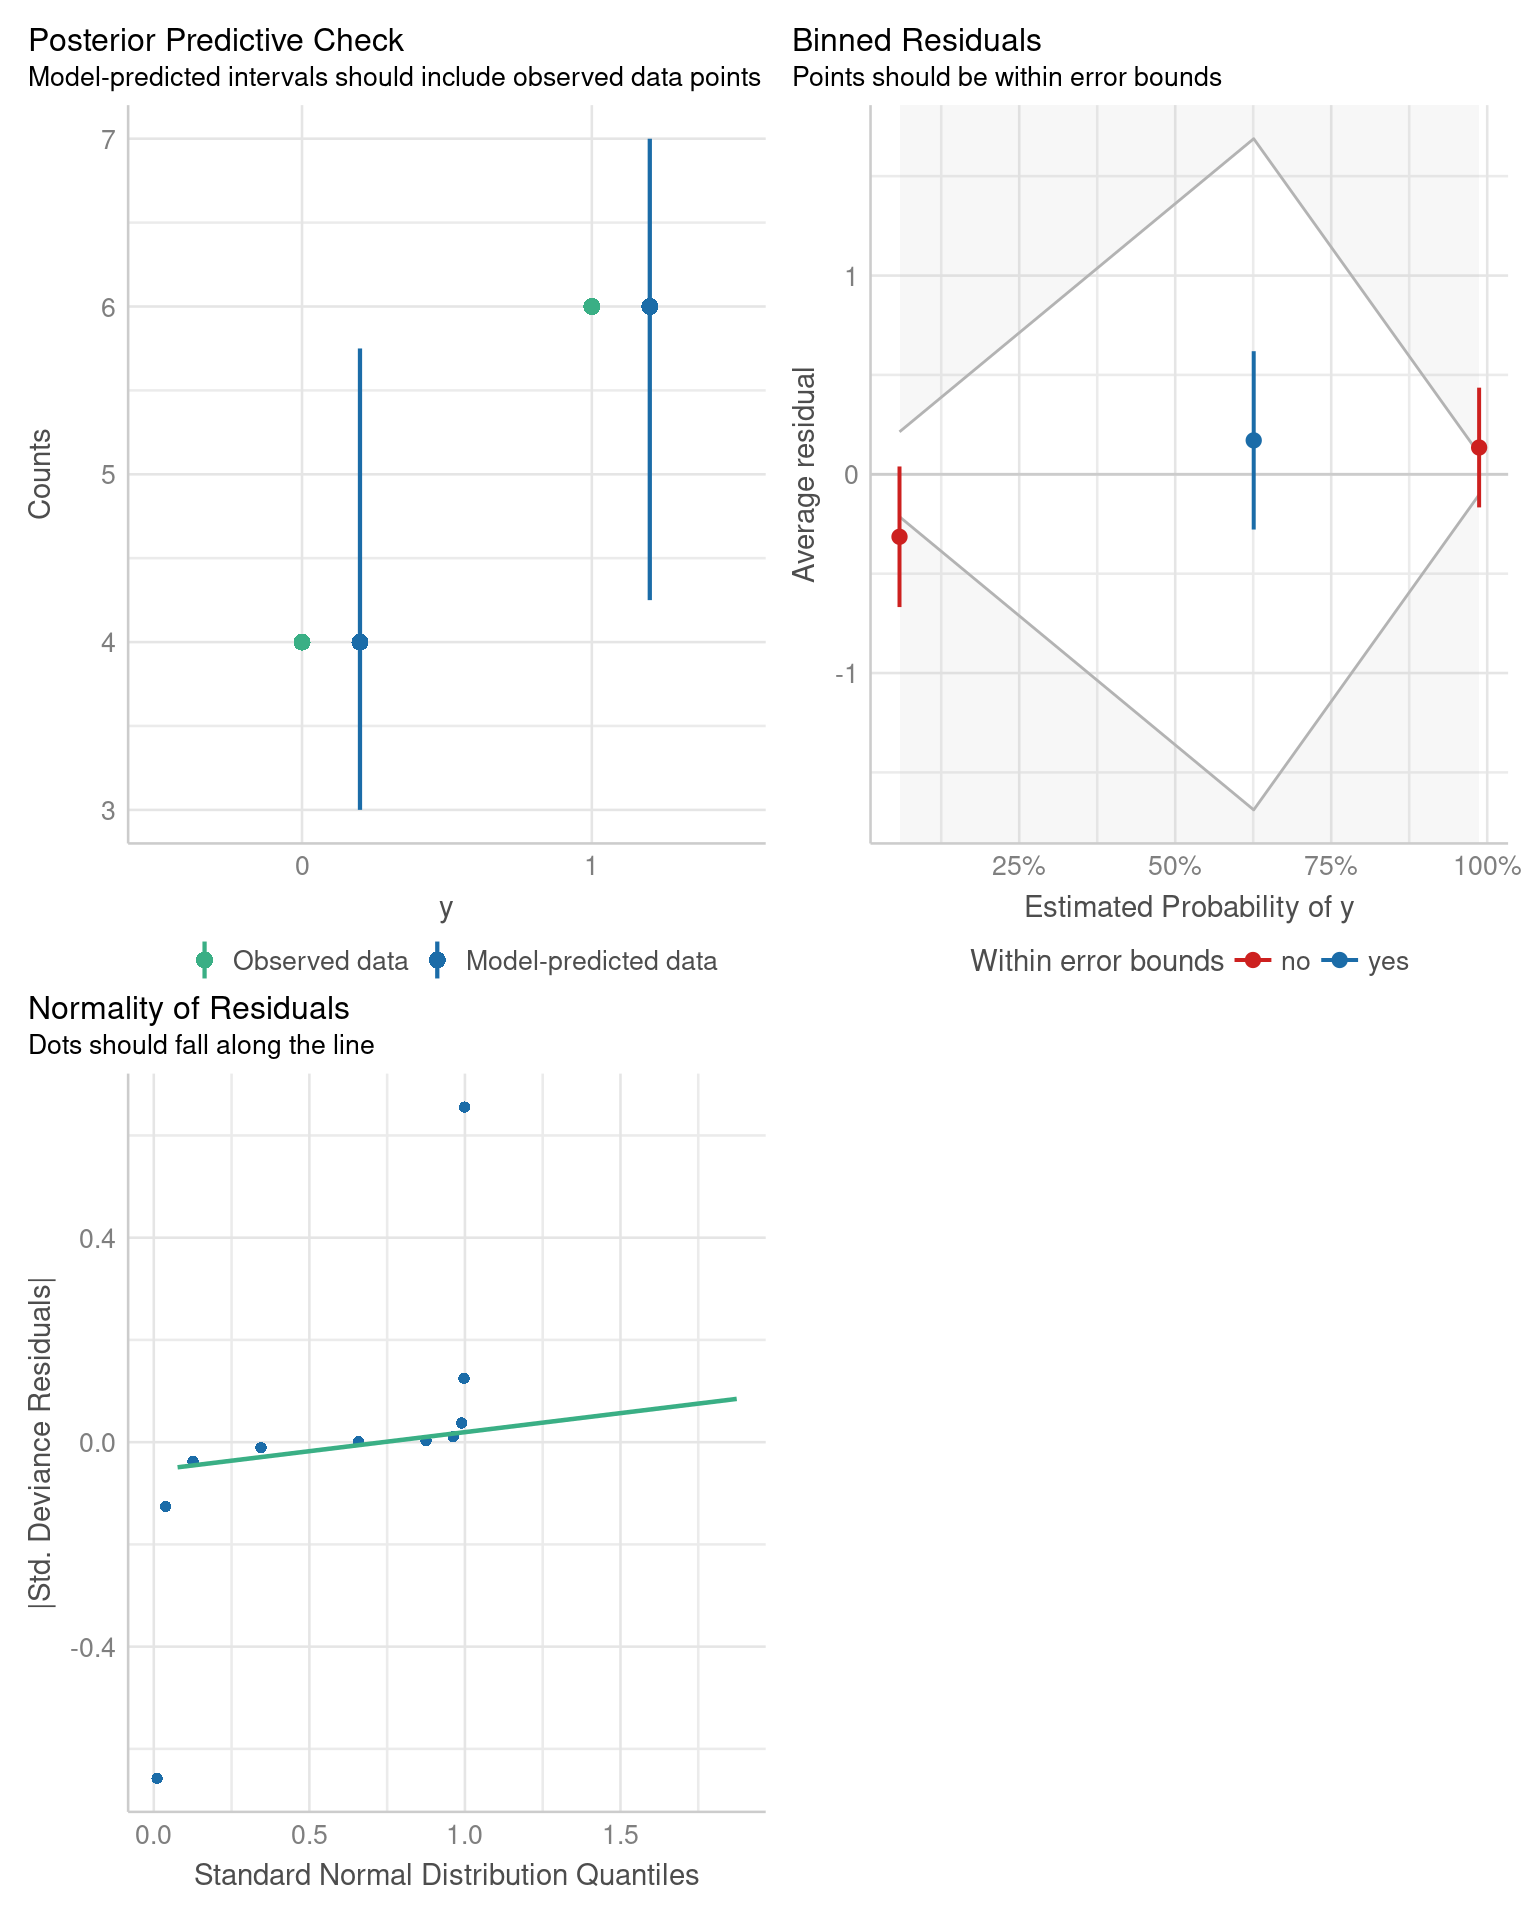 Posterior Predictive Check
Model-predicted intervals should include observed data points
7
6
5
4
3
Counts
0
1
y
Observed data
Model-predicted data
Binned Residuals
Points should be within error bounds
1
0
-1
Average residual
25%
50%
75%
100%
Estimated Probability of y
Within error bounds
no
yes
Normality of Residuals
Dots should fall along the line
0.4
0.0
-0.4
|Std. Deviance Residuals|
0.0
0.5
1.0
1.5
Standard Normal Distribution Quantiles